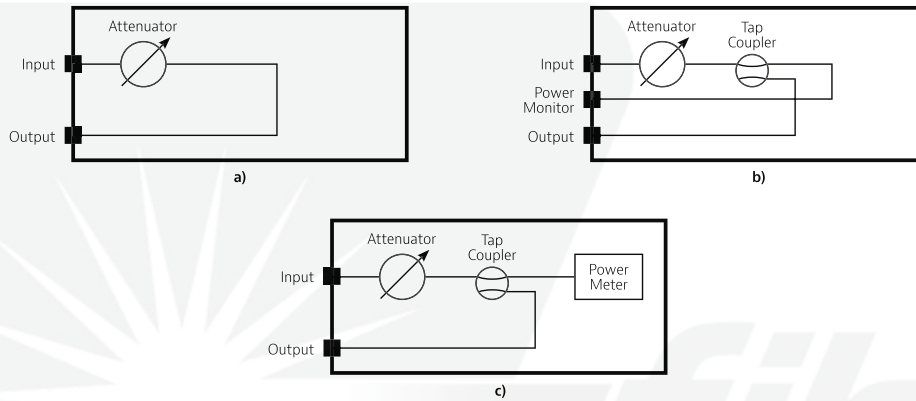 Attenuator
Input
Output
a)
Attenuator
Tap
Coupler
Input
Power
Monitor
Output
b)
Attenuator
Tap
Coupler
Input
Power
Meter
Output
c)